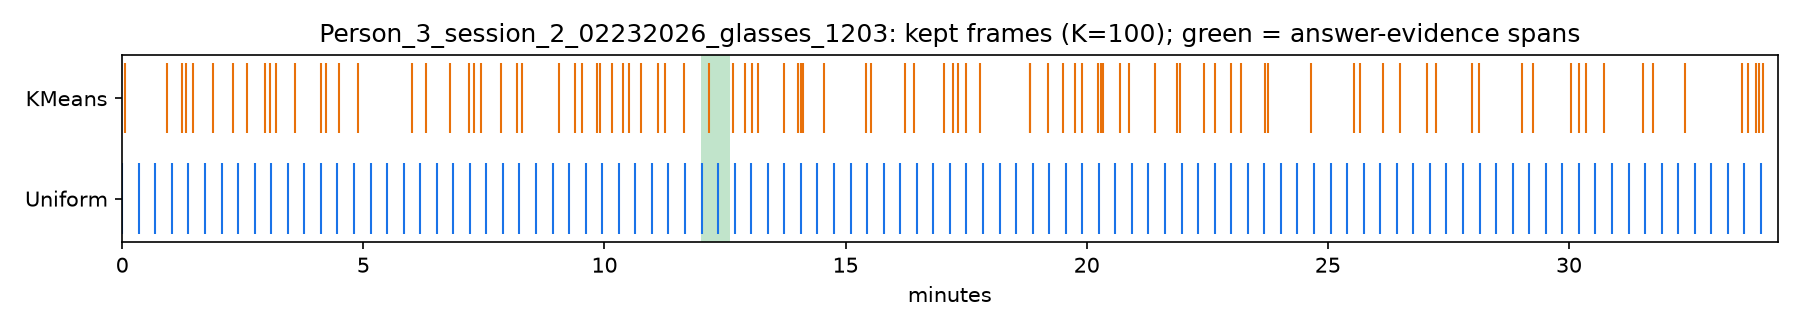 Person_3_session_2_02232026_glasses_1203: kept frames (K=100); green = answer-evidence spans
KMeans
Uniform
0 5 10 15 20 25 30
minutes